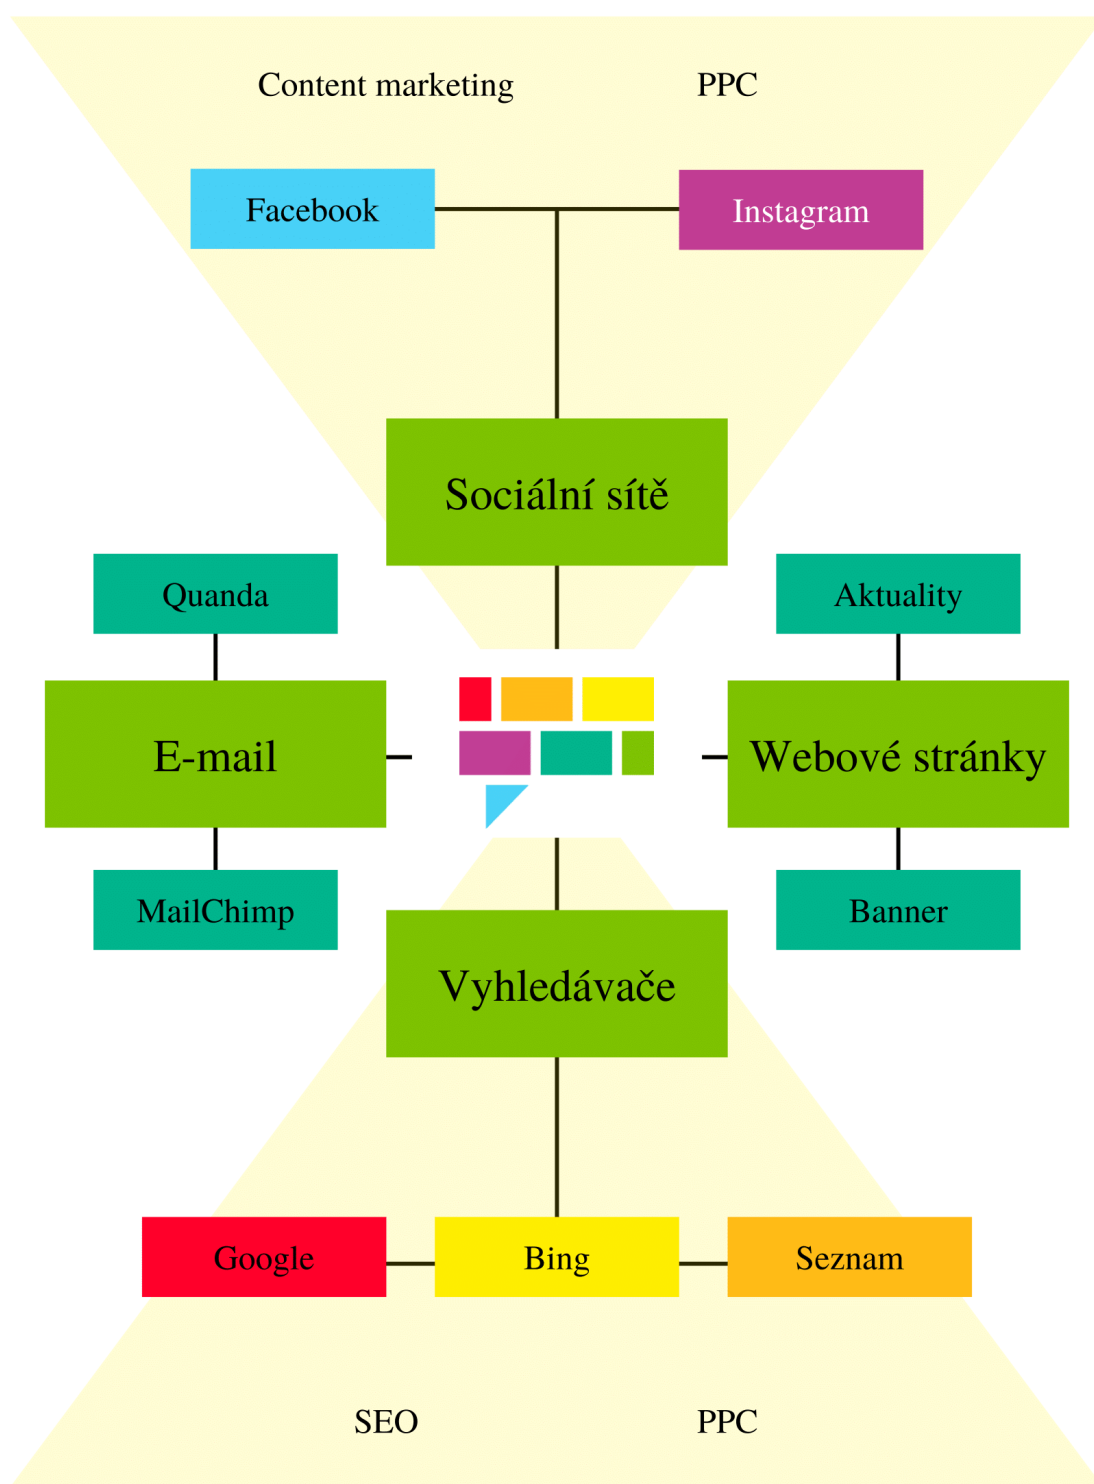 Content marketing
PPC
Facebook
Instagram
Sociální sítě
Quanda
Aktuality
E-mail
Webové stránky
MailChimp
Banner
Vyhledávače
Google
Bing
Seznam
SEO
PPC